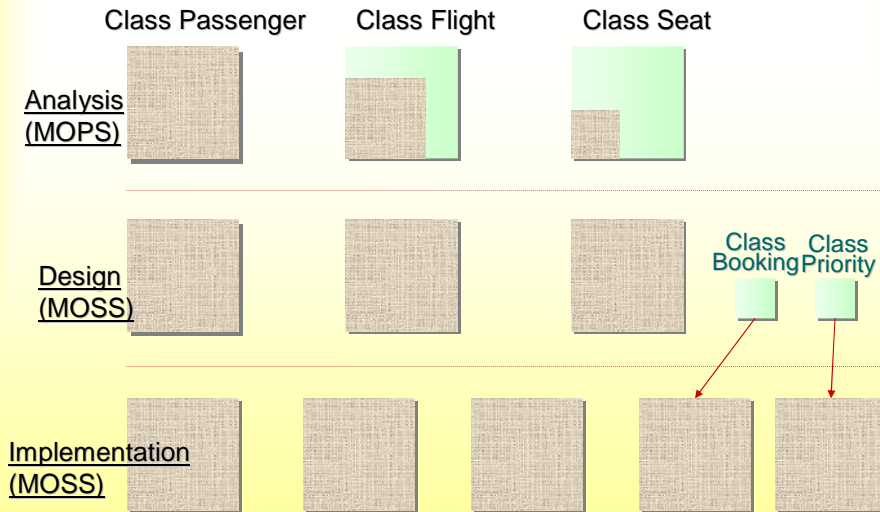 Class Passenger
Class Flight
Class Seat
Analysis
(MOPS)
Design
(MOSS)
Class
Booking
Class
Priority
Implementation
(MOSS)